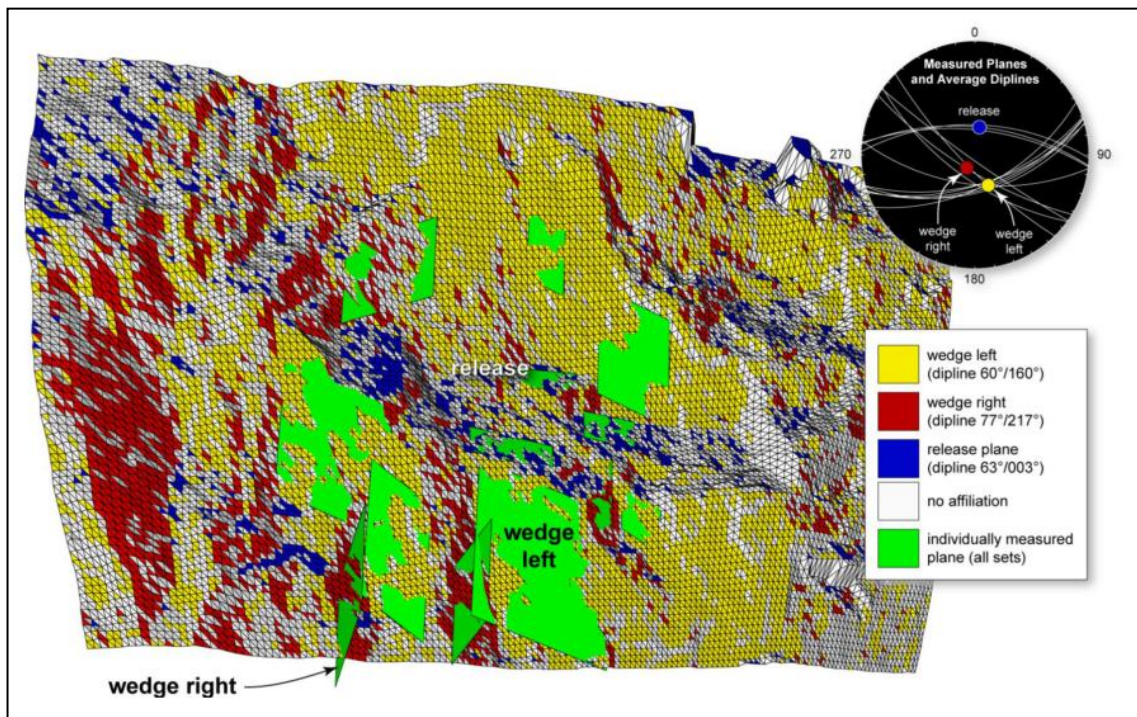 0
Measured Planes
and Average Diplines
release
270
90
wedge
right
wedge
left
180
release
wedge left
(dipline 60°/160°)
wedge right
(dipline 77°/217°)
release plane
(dipline 63°/003°)
no affiliation
individually measured
plane (all sets)
wedge
left
wedge right